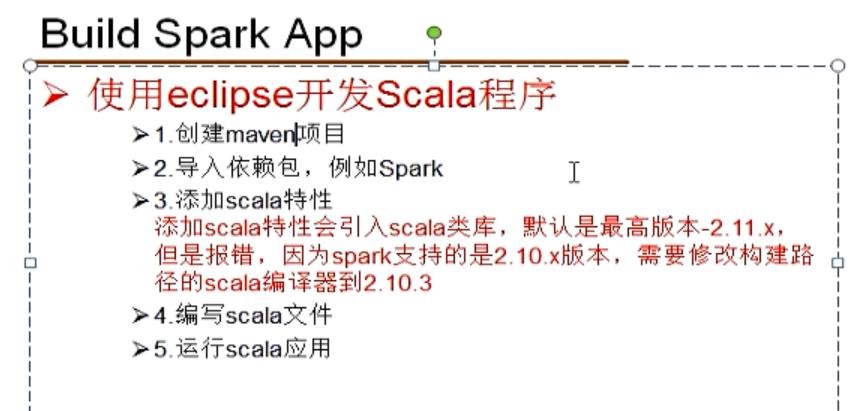 Build Spark App
使用eclipse开发Scala程序
1.创建maven项目
2.导入依赖包，例如Spark
3.添加scala特性
添加scala特性会引入scala类库，默认是最高版本-2.11.x，
但是报错，因为spark支持的是2.10.x版本，需要修改构建路
径的scala编译器到2.10.3
4.编写scala文件
5.运行scala应用